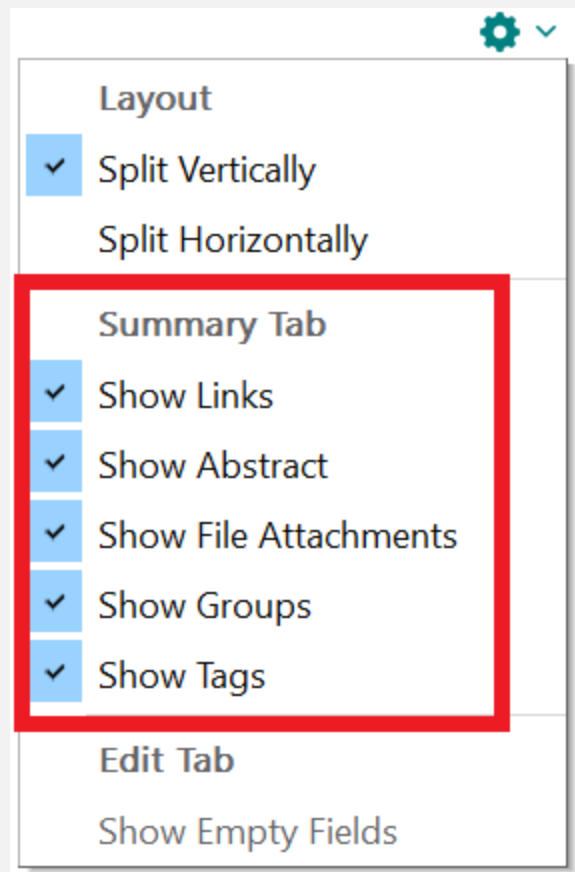 Layout
Split Vertically
Split Horizontally
Summary Tab
Show Links
Show Abstract
Show File Attachments
Show Groups
Show Tags
Edit Tab
Show Empty Fields